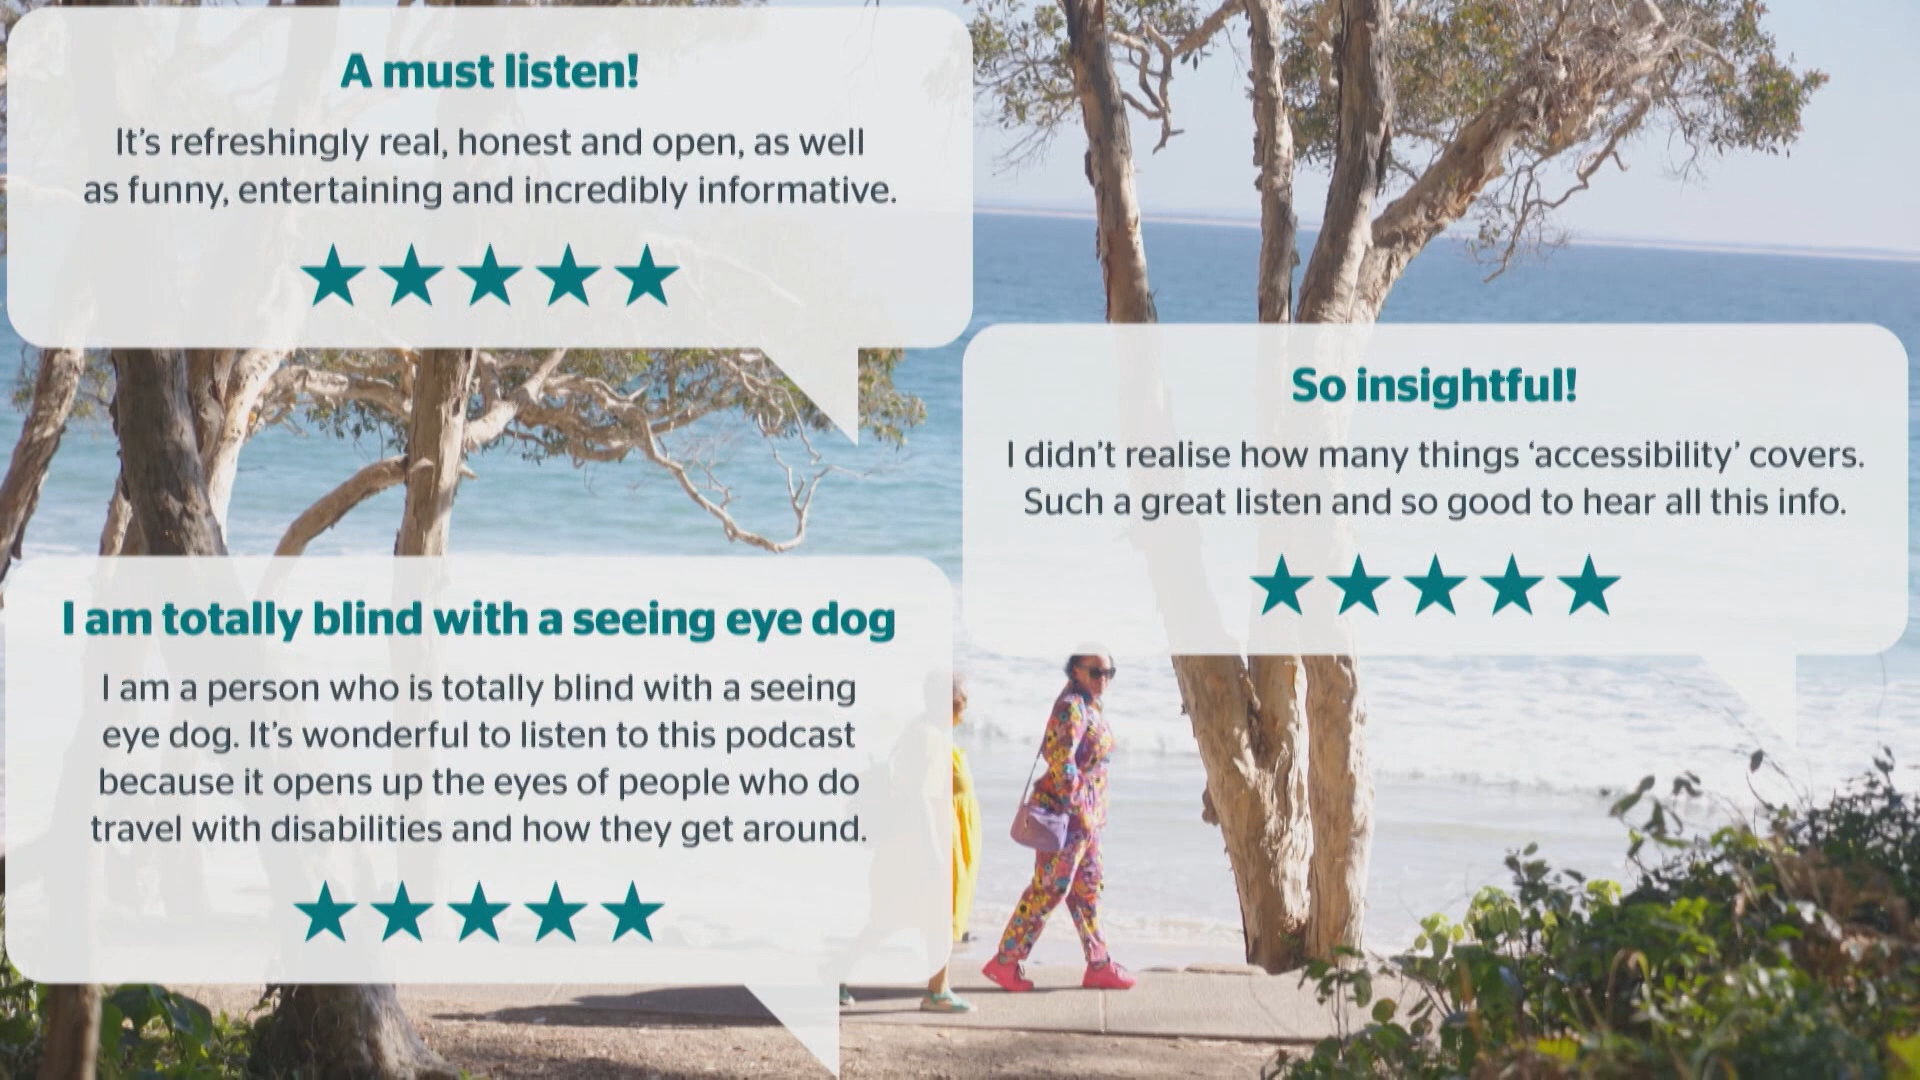 A must listen!
It’s refreshingly real, honest and open, as well
as funny, entertaining and incredibly informative.
So insightful!
I didn’t realise how many things ‘accessibility’ covers.
Such a great listen and so good to hear all this info.
I am totally blind with a seeing eye dog
I am a person who is totally blind with a seeing
eye dog. It’s wonderful to listen to this podcast
because it opens up the eyes of people who do
travel with disabilities and how they get around.